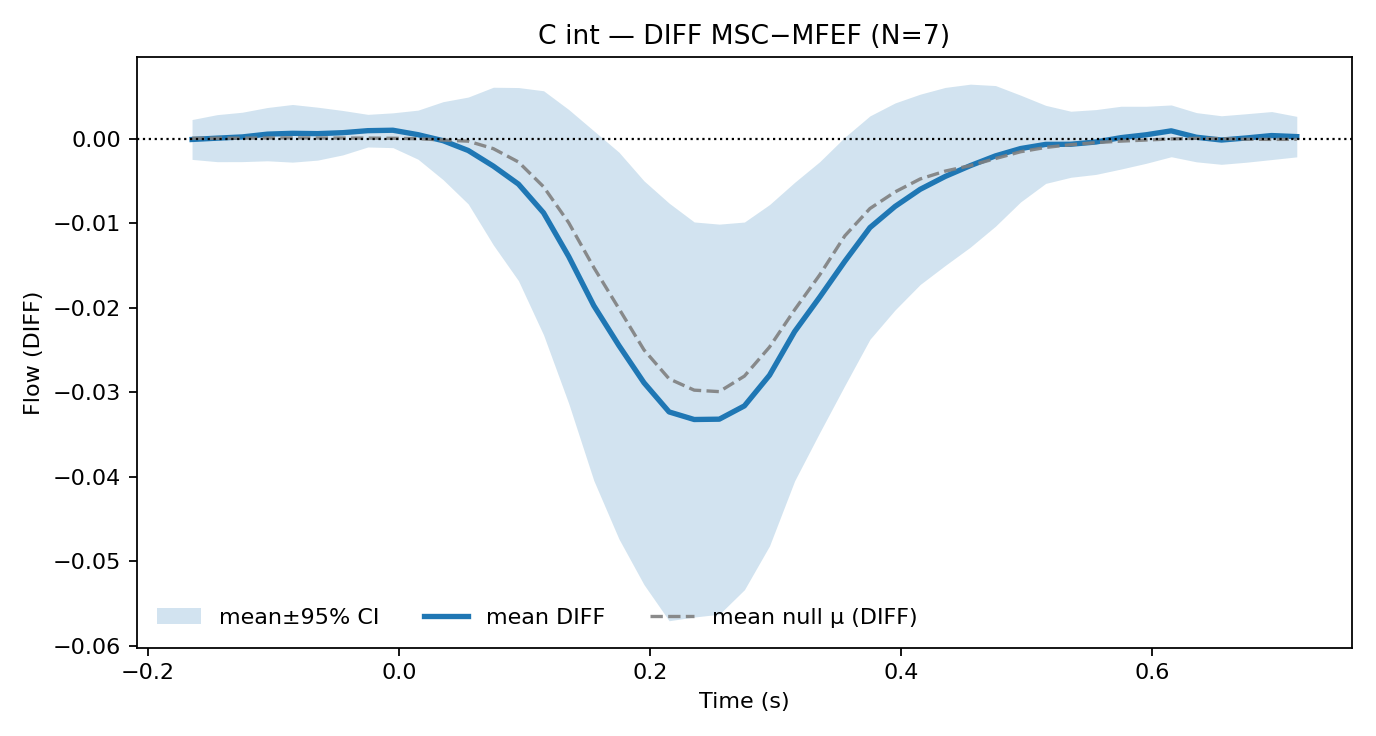 C int — DIFF MSC−MFEF (N=7)
Flow (DIFF)
0.00
−0.01
−0.02
−0.03
−0.04
−0.05
−0.06
mean±95% CI mean DIFF mean null μ (DIFF)
−0.2 0.0 0.2 0.4 0.6
Time (s)